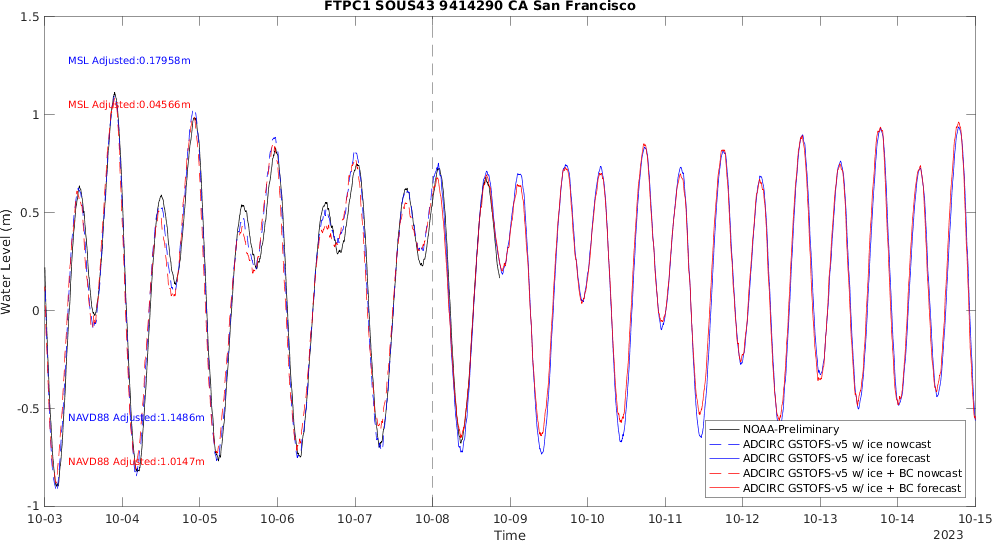 FTPC1 SOUS43 9414290 CA San Francisco
1.5
MSL Adjusted:0.17958m
1
MSL Adjusted:0.04566m
0.5
Water Level (m)
0
-0.5
NAVD88 Adjusted:1.1486m
NAVD88 Adjusted:1.0147m
-1
NOAA-Preliminary
ADCIRC GSTOFS-v5 w/ ice nowcast
ADCIRC GSTOFS-v5 w/ ice forecast
ADCIRC GSTOFS-v5 w/ ice + BC nowcast
ADCIRC GSTOFS-v5 w/ ice + BC forecast
10-03 10-04 10-05 10-06 10-07 10-08 10-09 10-10 10-11 10-12 10-13 10-14 10-15
Time
2023